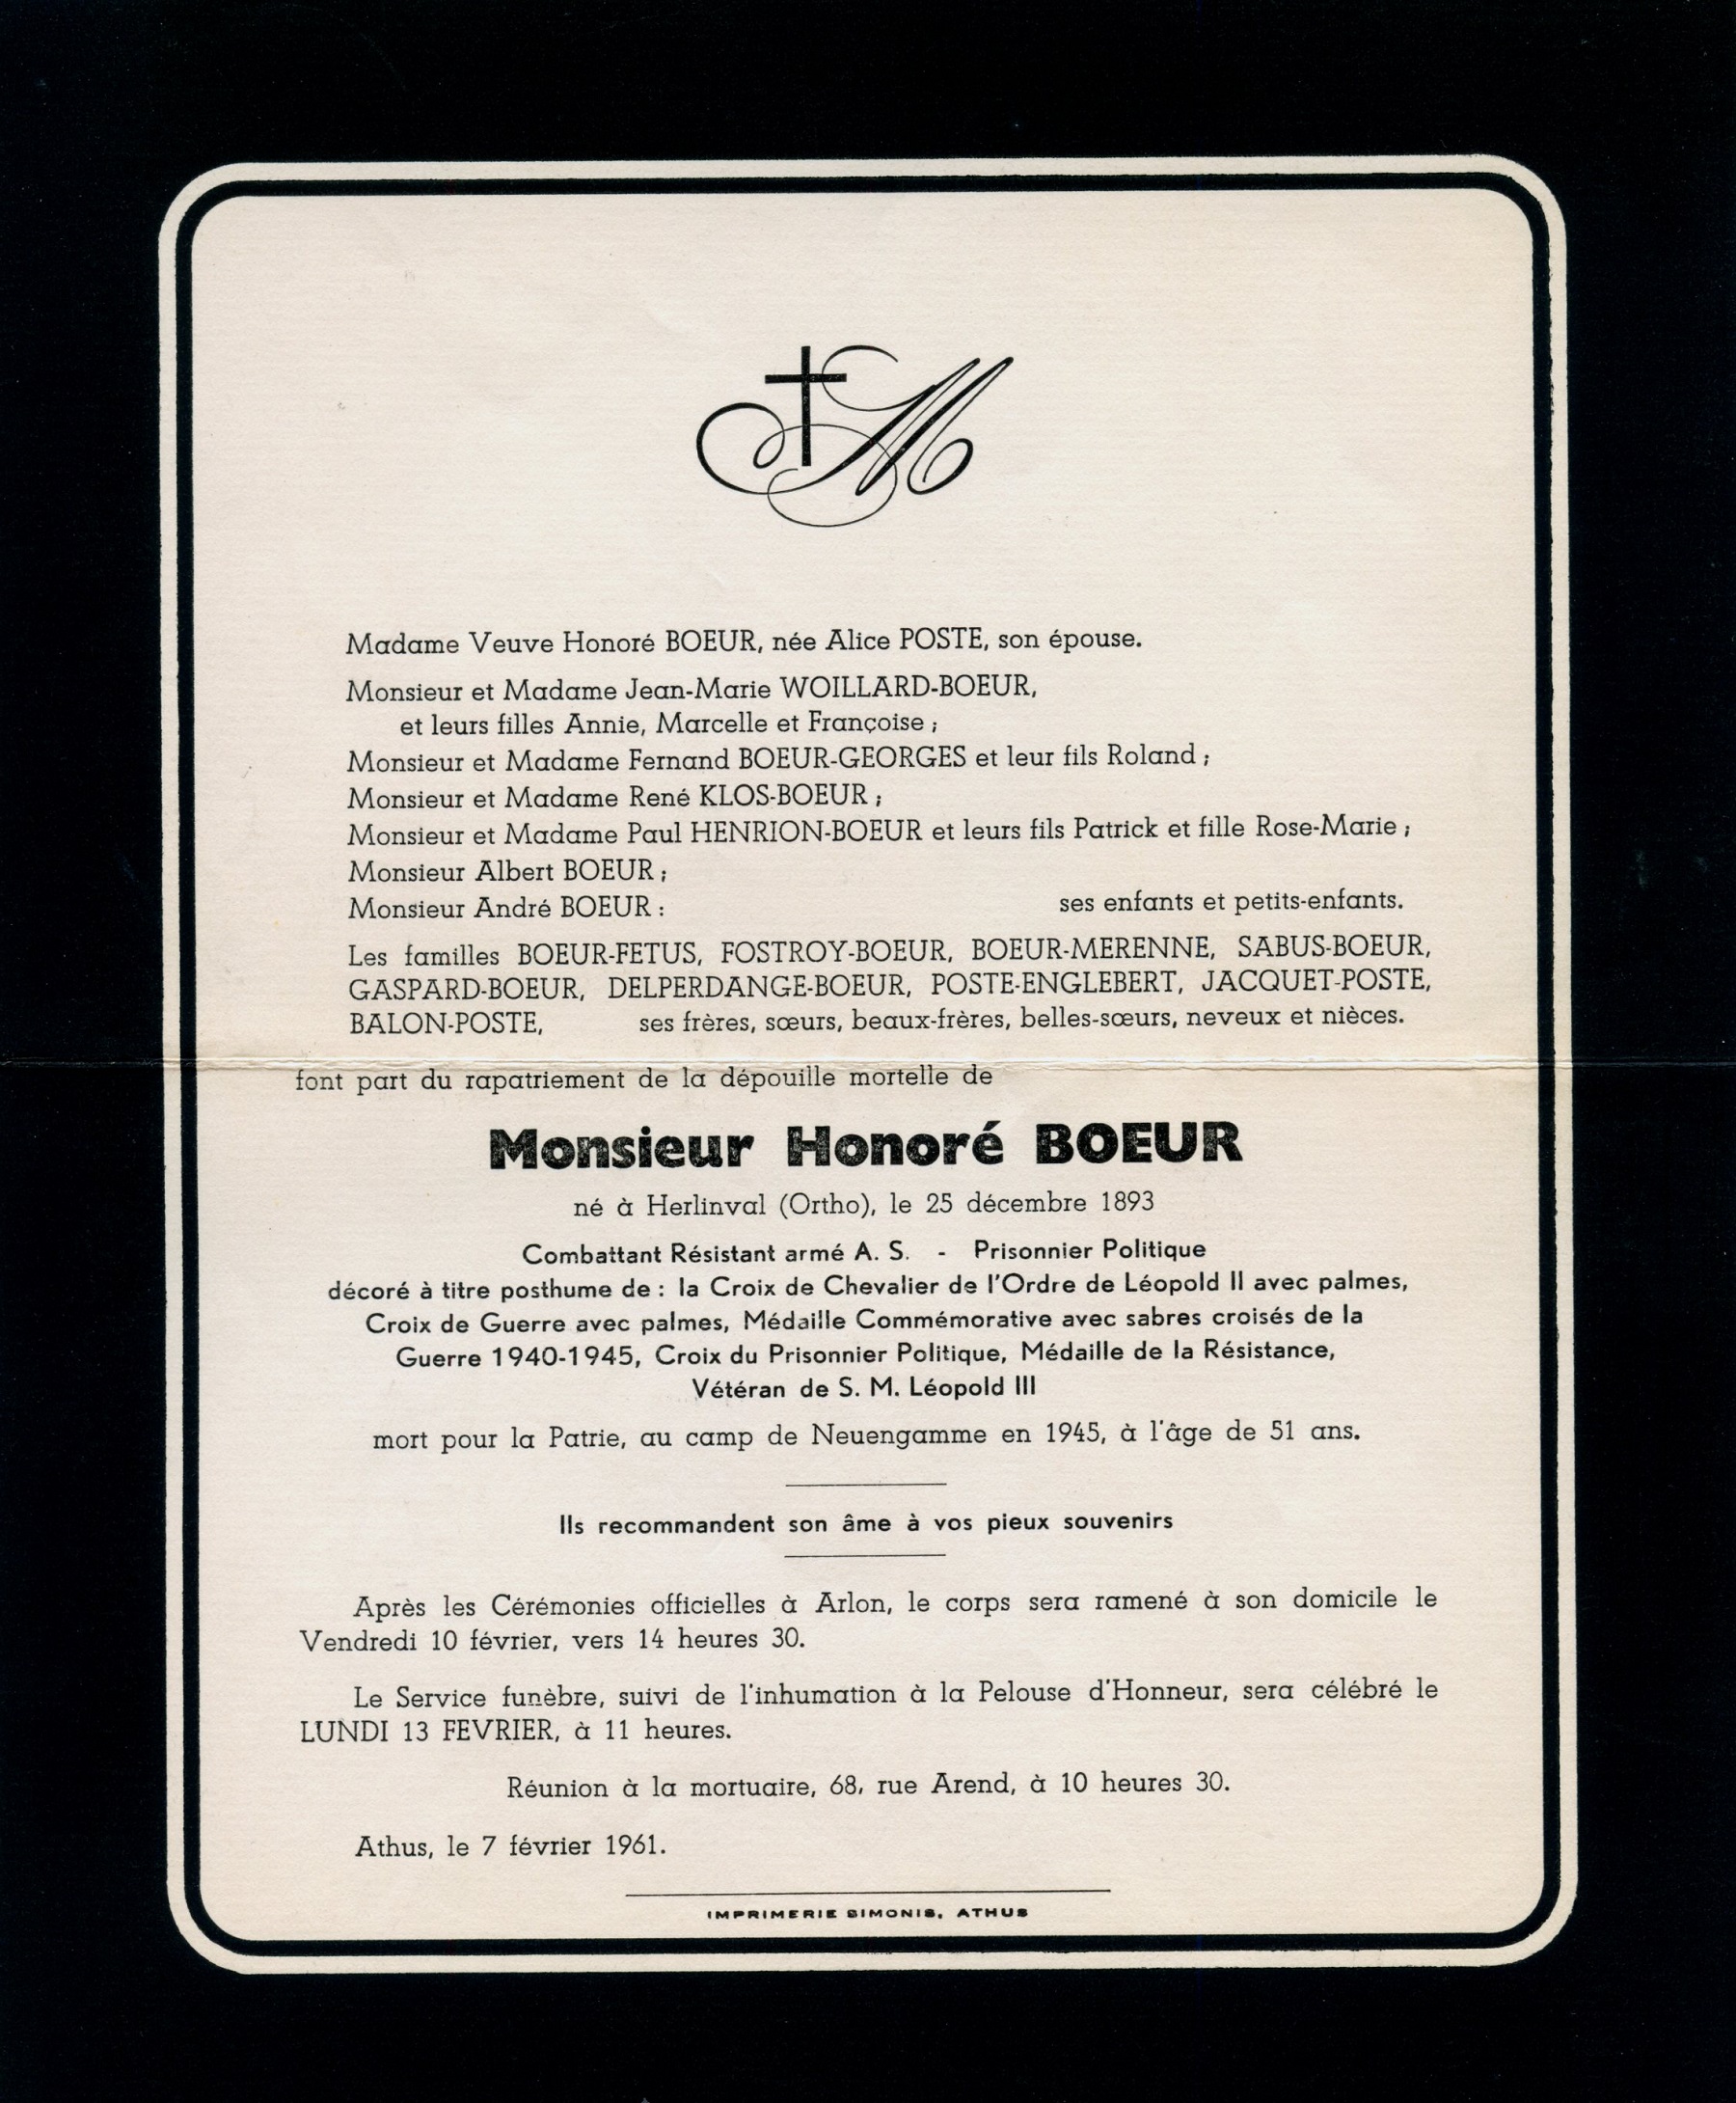 M
Madame Veuve Honoré BOEUR, née Alice POSTE, son épouse.
Monsieur et Madame Jean-Marie WOILLARD-BOEUR,
et leurs filles Annie, Marcelle et Françoise ;
Monsieur et Madame Fernand BOEUR-GEORGES et leur fils Roland ;
Monsieur et Madame René KLOS-BOEUR ;
Monsieur et Madame Paul HENRION-BOEUR et leurs fils Patrick et fille Rose-Marie ;
Monsieur Albert BOEUR ;
Monsieur André BOEUR : ses enfants et petits-enfants.
Les familles BOEUR-FETUS, FOSTROY-BOEUR, BOEUR-MERENNE, SABUS-BOEUR,
GASPARD-BOEUR, DELPERDANGE-BOEUR, POSTE-ENGLEBERT, JACQUET-POSTE,
BALON-POSTE, ses frères, sœurs, beaux-frères, belles-sœurs, neveux et nièces.
font part du rapatriement de la dépouille mortelle de
Monsieur Honoré BOEUR
né à Herlinval (Ortho), le 25 décembre 1893
Combattant Résistant armé A. S. - Prisonnier Politique
décoré à titre posthume de : la Croix de Chevalier de l'Ordre de Léopold II avec palmes,
Croix de Guerre avec palmes, Médaille Commémorative avec sabres croisés de la
Guerre 1940-1945, Croix du Prisonnier Politique, Médaille de la Résistance,
Vétéran de S. M. Léopold III
mort pour la Patrie, au camp de Neuengamme en 1945, à l'âge de 51 ans.
Ils recommandent son âme à vos pieux souvenirs
Après les Cérémonies officielles à Arlon, le corps sera ramené à son domicile le
Vendredi 10 février, vers 14 heures 30.
Le Service funèbre, suivi de l'inhumation à la Pelouse d'Honneur, sera célébré le
LUNDI 13 FEVRIER, à 11 heures.
Réunion à la mortuaire, 68, rue Arend, à 10 heures 30.
Athus, le 7 février 1961.
IMPRIMERIE SIMONIS, ATHUS